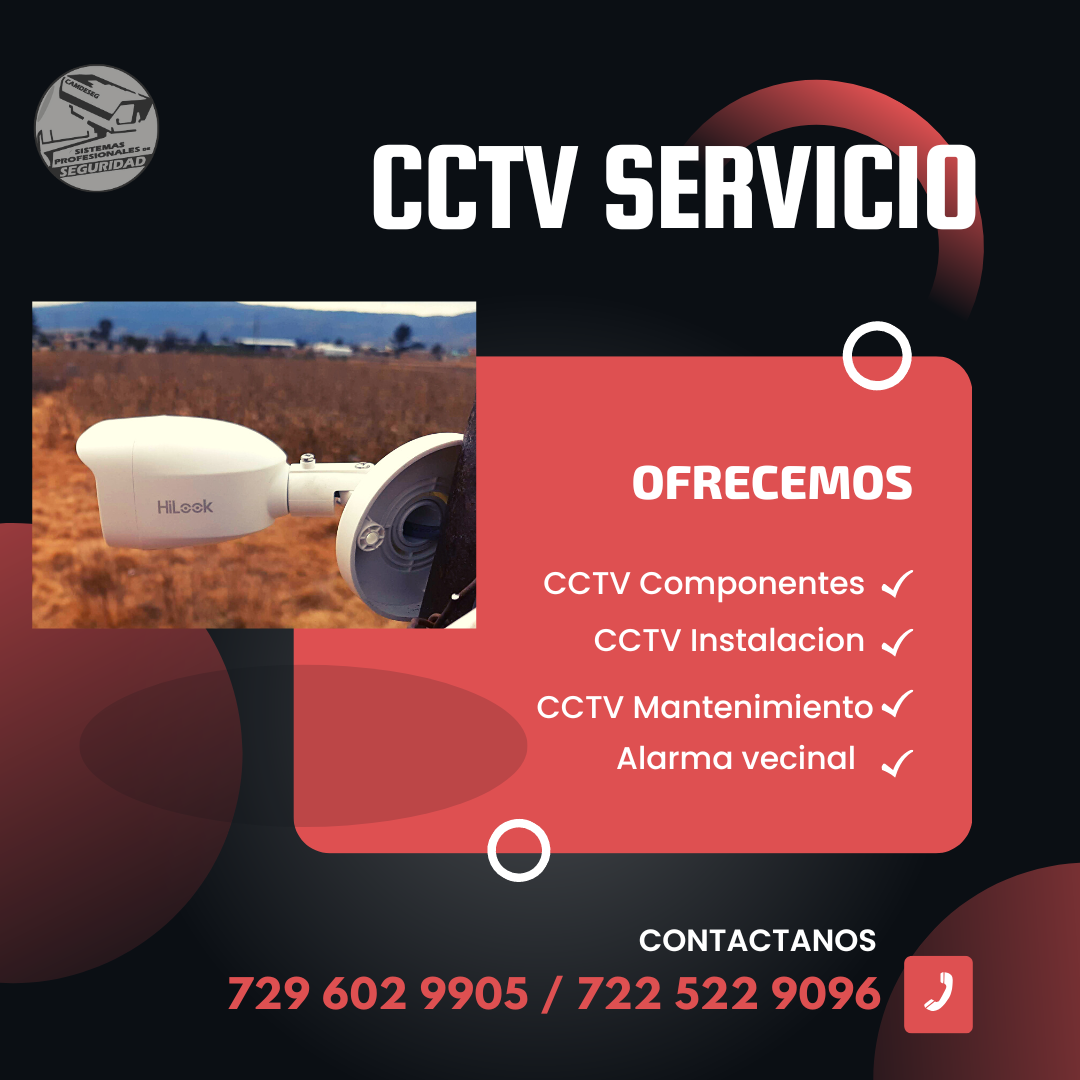 CAMDESEG
SISTEMAS
PROFESIONALES DE
SEGURIDAD
CCTV SERVICIO
HiLook
OFRECEMOS
CCTV Componentes
CCTV Instalacion
CCTV Mantenimiento
Alarma vecinal
CONTACTANOS
729 602 9905 / 722 522 9096